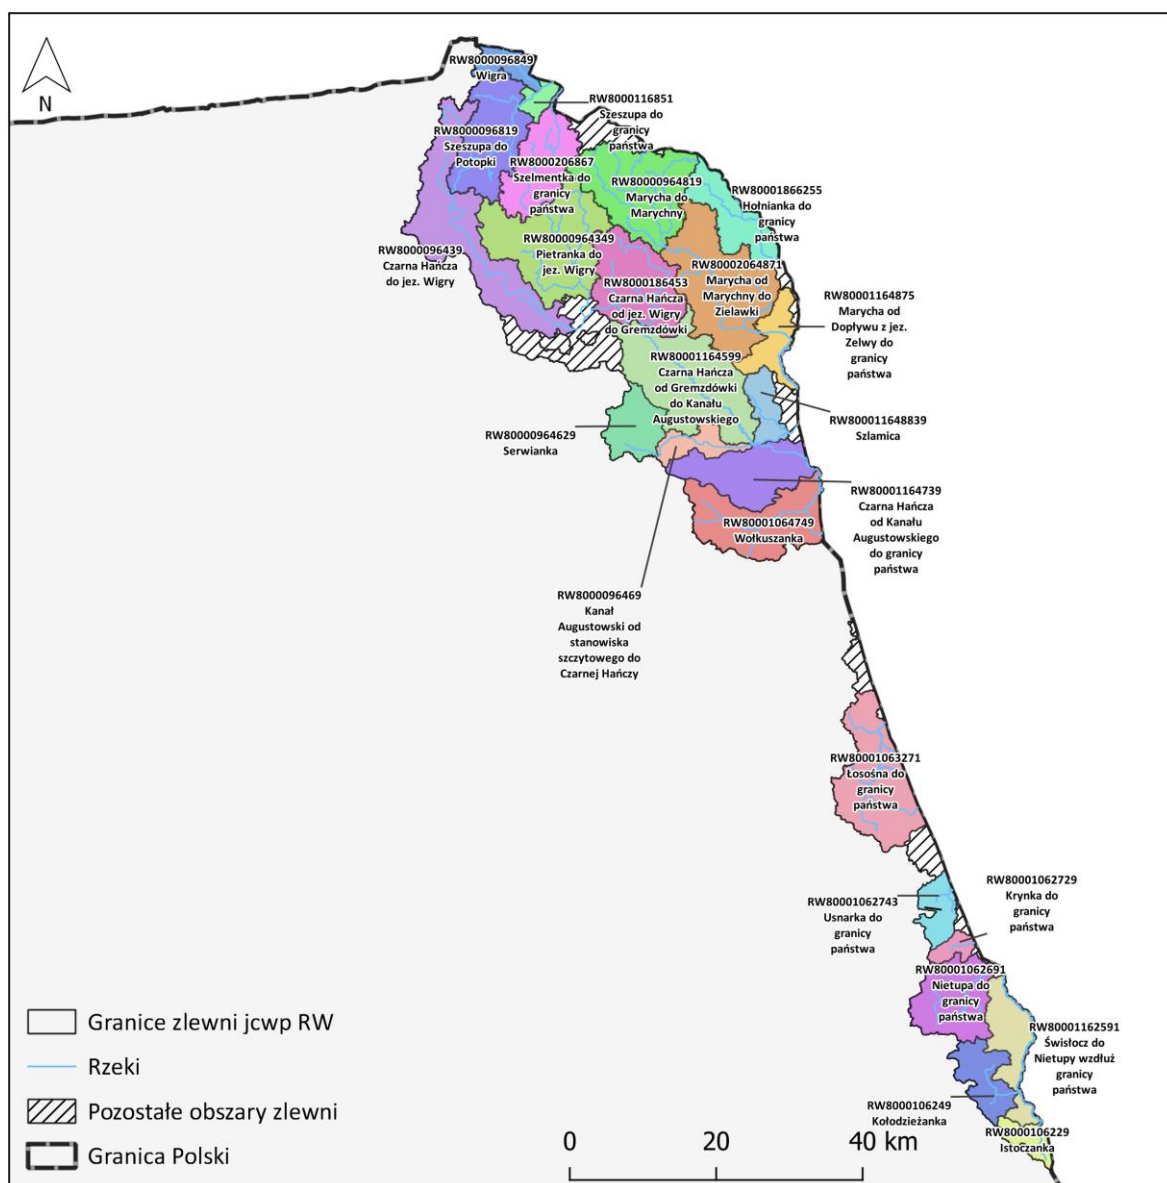 N
RW8000096849
Wigra
RW8000116851
Szeszupa do
granicy
państwa
RW8000096819
Szeszupa do
Potopki
RW8000206867
Szelmentka do
granicy
państwa
RW80000964819
Marycha do
Marychny
RW80001866255
Hołnianka do
granicy
państwa
RW8000096439
Czarna Hańcza
do jez. Wigry
RW80000964349
Pietranka do
jez. Wigry
RW8000186453
Czarna Hańcza
od jez. Wigry
do Gremzdówki
RW80002064871
Marycha od
Marychny do
Zielawki
RW80001164875
Marycha od
Dopływu z jez.
Zelwy do
granicy
państwa
RW80001164599
Czarna Hańcza
od Gremzdówki
do Kanału
Augustowskiego
RW800011648839
Szlamica
RW80000964629
Serwianka
RW80001164739
Czarna Hańcza
od Kanału
Augustowskiego
do granicy
państwa
RW80001064749
Wołkuszanka
RW8000096469
Kanał
Augustowski od
stanowiska
szczytowego do
Czarnej Hańczy
RW80001063271
Łosośna do
granicy
państwa
RW80001062729
Krynka do
granicy
państwa
RW80001062743
Usnarka do
granicy
państwa
RW80001062691
Nietupa do
granicy
państwa
RW80001162591
Świsłocz do
Nietupy wzdłuż
granicy
państwa
RW8000106249
Kołodzieżanka
RW8000106229
Istoczanka
Granice zlewni jcwp RW
Rzeki
Pozostałe obszary zlewni
Granica Polski
0 20 40 km